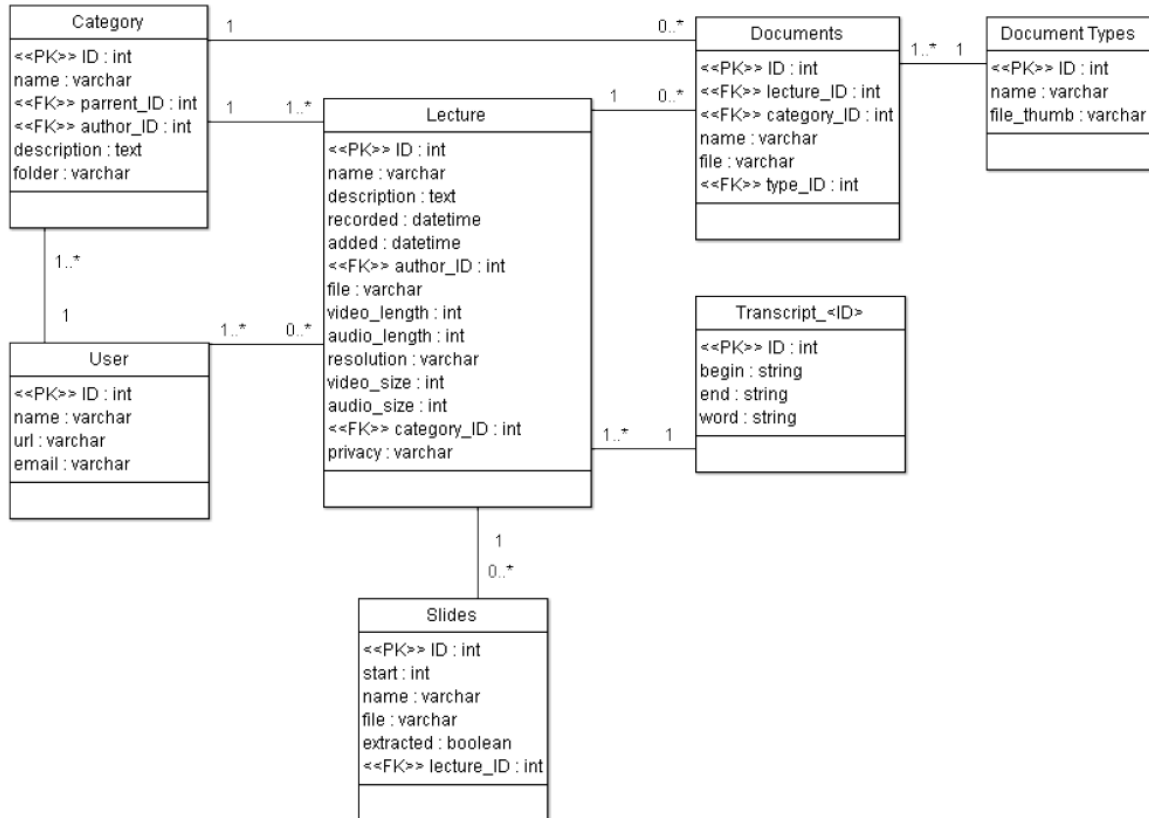 Category
<<PK>> ID : int
name : varchar
<<FK>> parrent_ID : int
<<FK>> author_ID : int
description : text
folder : varchar
1
0..*
Documents
<<PK>> ID : int
<<FK>> lecture_ID : int
<<FK>> category_ID : int
name : varchar
file : varchar
<<FK>> type_ID : int
1..*
1
Document Types
<<PK>> ID : int
name : varchar
file_thumb : varchar
1
1..*
Lecture
<<PK>> ID : int
name : varchar
description : text
recorded : datetime
added : datetime
<<FK>> author_ID : int
file : varchar
video_length : int
audio_length : int
resolution : varchar
video_size : int
audio_size : int
<<FK>> category_ID : int
privacy : varchar
1
0..*
1..*
1
User
<<PK>> ID : int
name : varchar
url : varchar
email : varchar
1..*
0..*
Transcript_<ID>
<<PK>> ID : int
begin : string
end : string
word : string
1..*
1
1
0..*
Slides
<<PK>> ID : int
start : int
name : varchar
file : varchar
extracted : boolean
<<FK>> lecture_ID : int